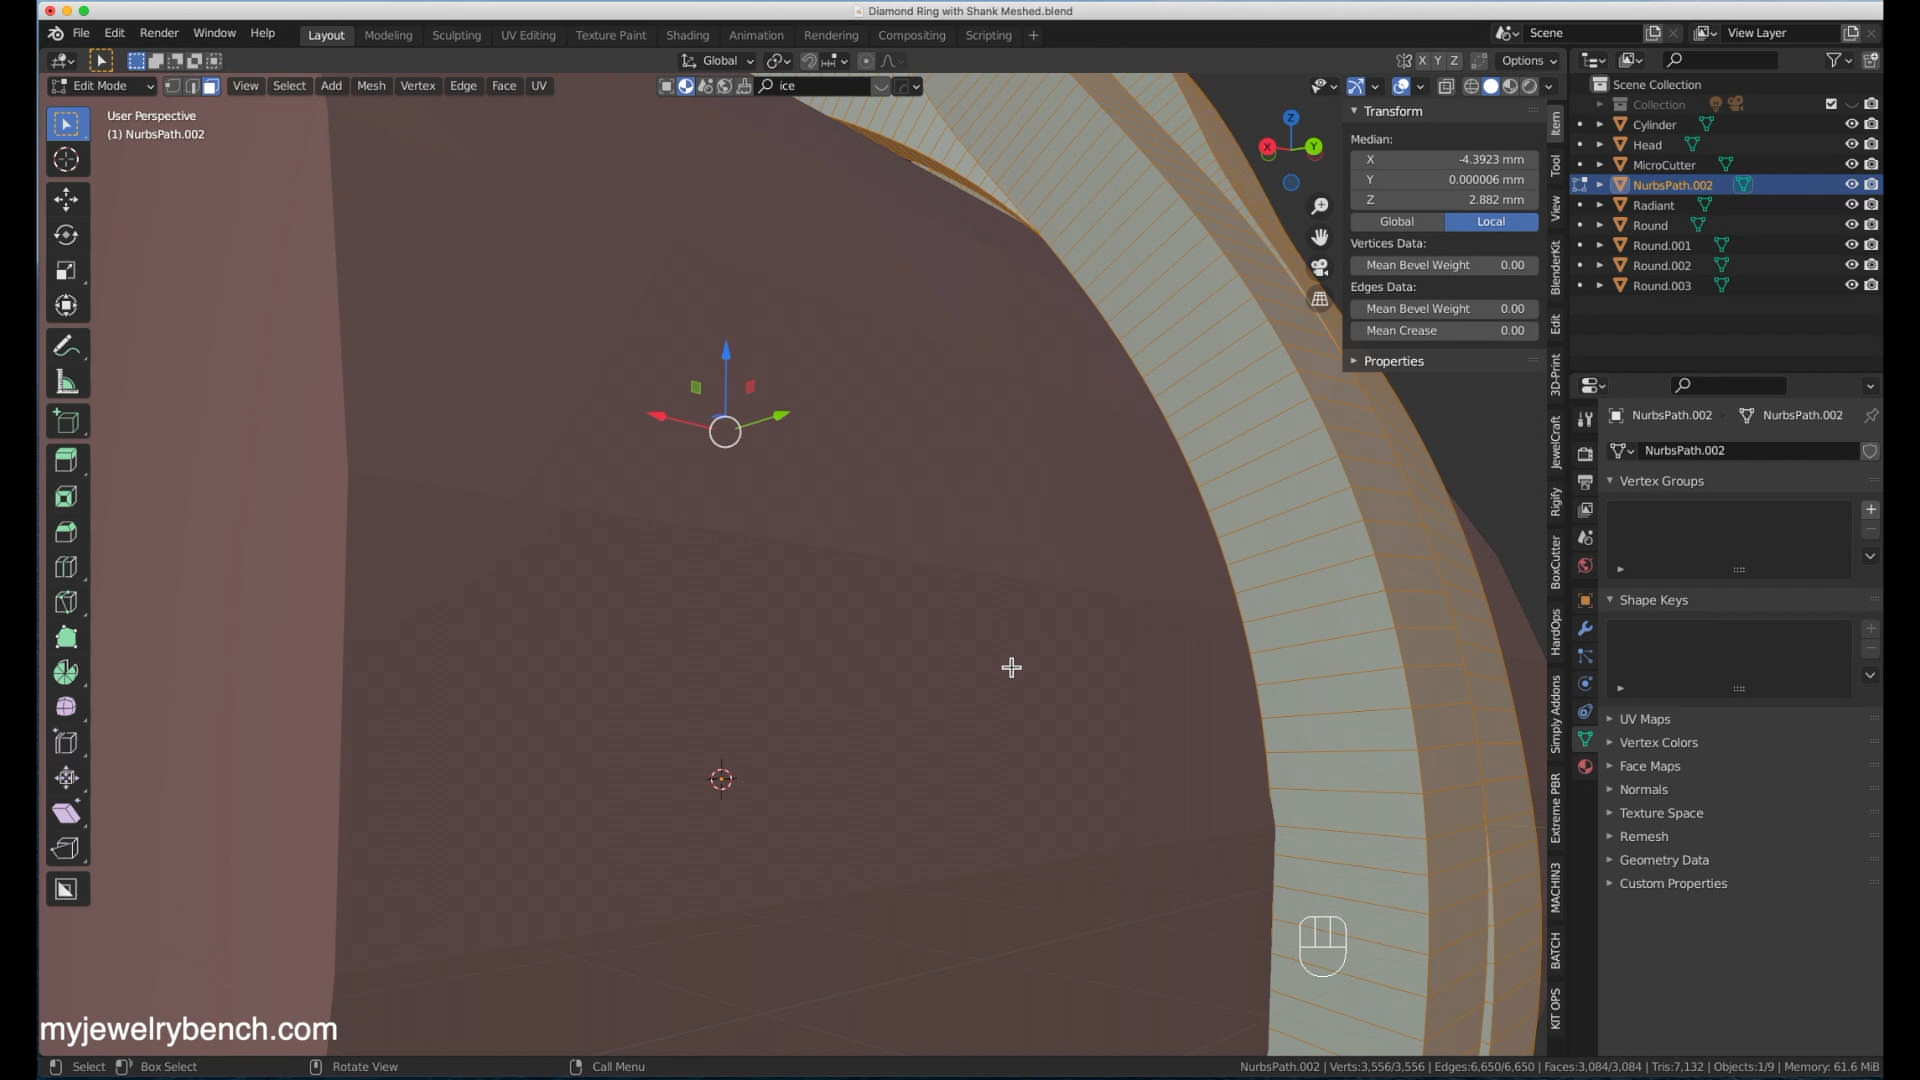 Diamond Ring with Shank Meshed.blend
File Edit Render Window Help Layout Modeling Sculpting UV Editing Texture Paint Shading Animation Rendering Compositing Scripting + Scene View Layer
Global X Y Z Options
Edit Mode View Select Add Mesh Vertex Edge Face UV ice
User Perspective
(1) NurbsPath.002
Z
X
Y
Transform
Median:
X -4.3923 mm
Y 0.000006 mm
Z 2.882 mm
Global Local
Vertices Data:
Mean Bevel Weight 0.00
Edges Data:
Mean Bevel Weight 0.00
Mean Crease 0.00
Properties
Item
Tool
View
BlenderKit
Edit
3D-Print
JewelCraft
Rigify
BoxCutter
HardOps
Simply Addons
Extreme PBR
MACHIN3
BATCH
KIT OPS
Scene Collection
Collection
Cylinder
Head
MicroCutter
NurbsPath.002
Radiant
Round
Round.001
Round.002
Round.003
NurbsPath.002 NurbsPath.002
NurbsPath.002
Vertex Groups
Shape Keys
UV Maps
Vertex Colors
Face Maps
Normals
Texture Space
Remesh
Geometry Data
Custom Properties
myjewelrybench.com
Select Box Select Rotate View Call Menu NurbsPath.002 | Verts:3,556/3,556 | Edges:6,650/6,650 | Faces:3,084/3,084 | Tris:7,132 | Objects:1/9 | Memory: 61.6 MiB